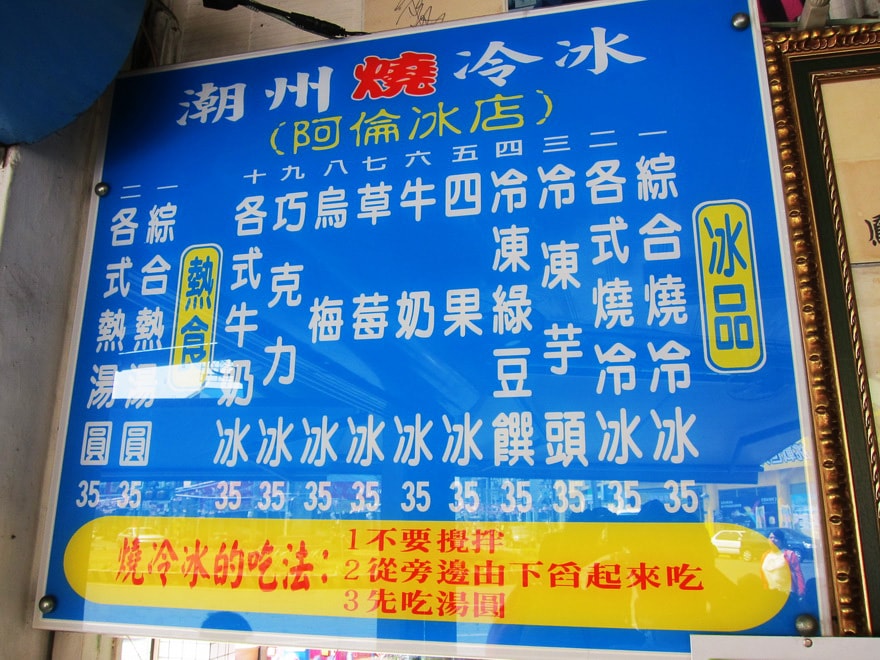 潮州燒冷冰
(阿倫冰店)
冰品
一 綜合燒冷冰 35
二 各式燒冷冰 35
三 冷凍芋頭 35
四 冷凍綠豆饌 35
五 四果冰 35
六 牛奶冰 35
七 草莓冰 35
八 烏梅冰 35
九 巧克力冰 35
十 各式牛奶冰 35
熱食
一 綜合熱湯圓 35
二 各式熱湯圓 35
燒冷冰的吃法:
1不要攪拌
2從旁邊由下舀起來吃
3先吃湯圓